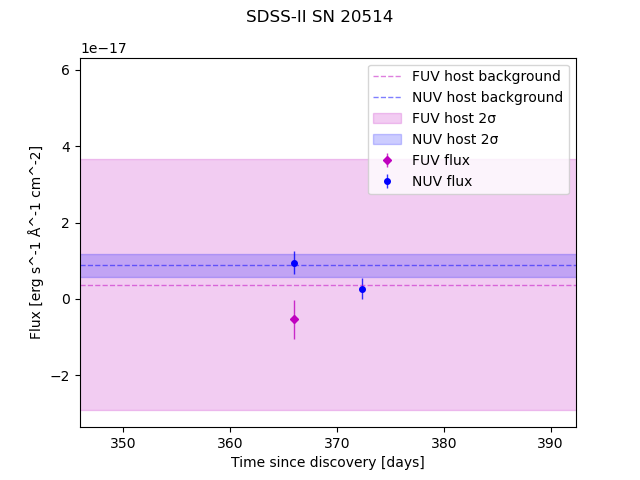 SDSS-II SN 20514
1e−17
FUV host background
NUV host background
FUV host 2σ
NUV host 2σ
FUV flux
NUV flux
6
4
2
0
−2
Flux [erg s^-1 Å^-1 cm^-2]
350
360
370
380
390
Time since discovery [days]